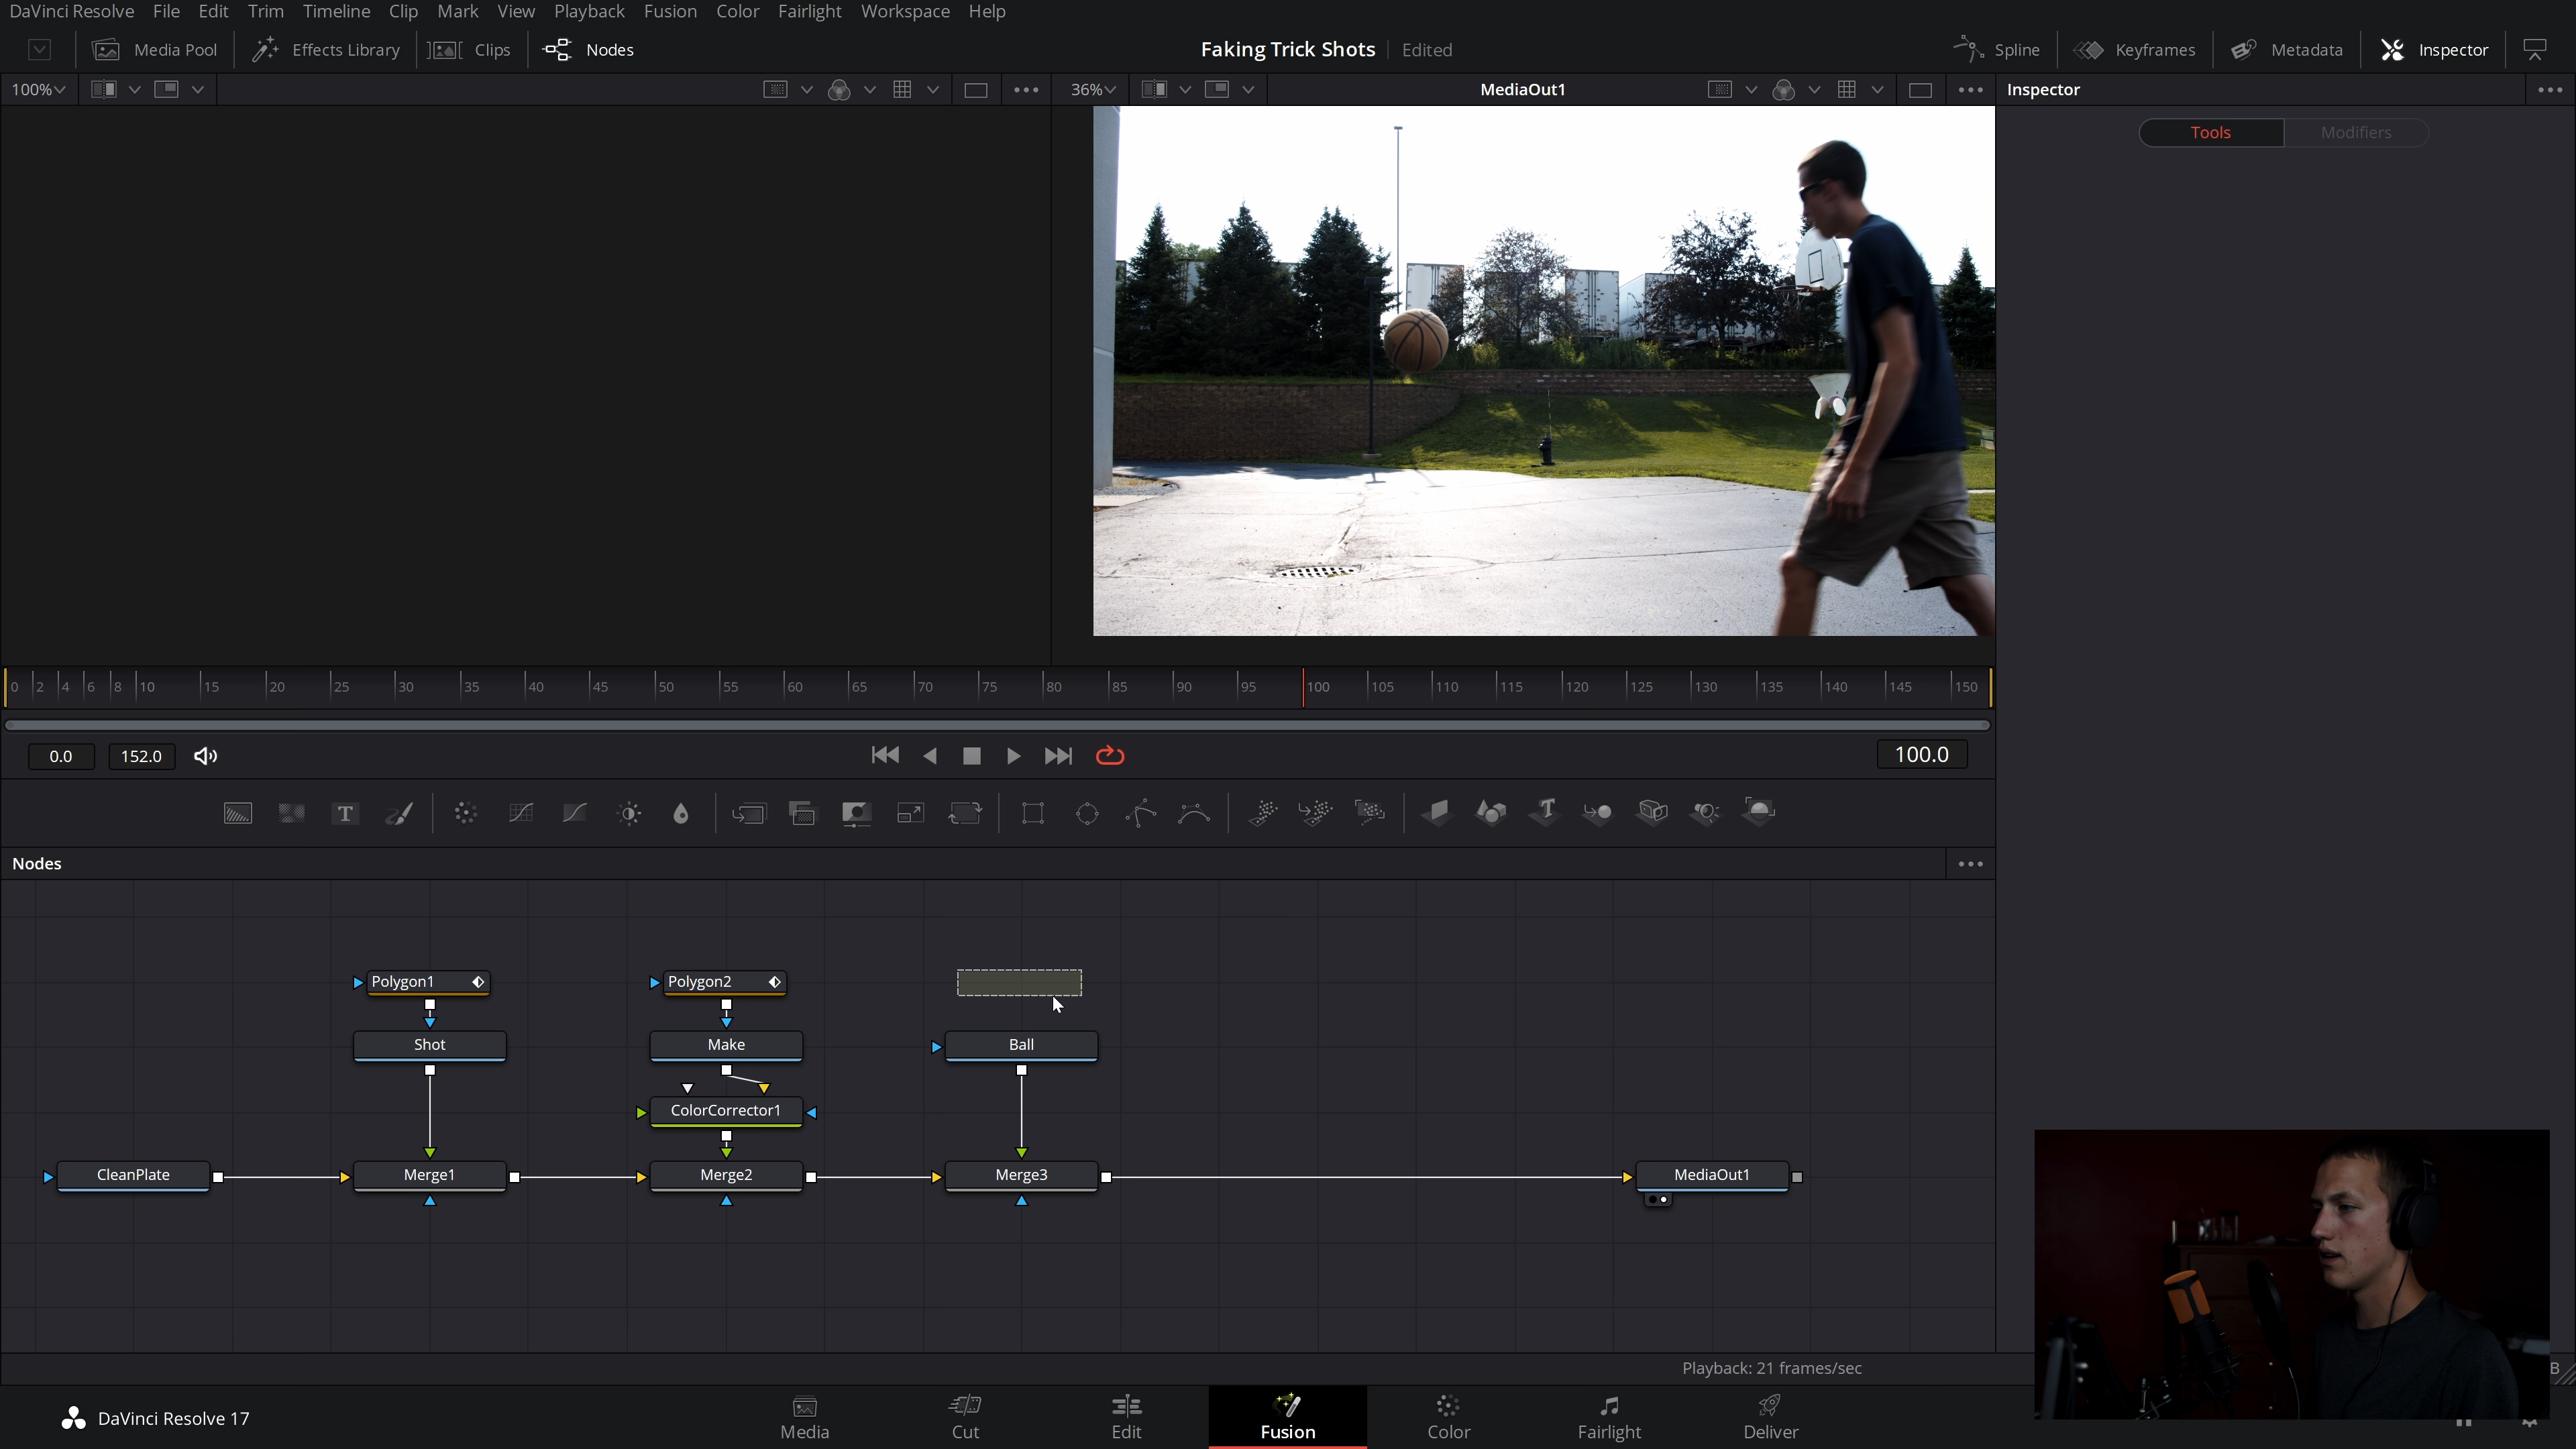 DaVinci Resolve File Edit Trim Timeline Clip Mark View Playback Fusion Color Fairlight Workspace Help
Media Pool Effects Library Clips Nodes Faking Trick Shots Edited Spline Keyframes Metadata Inspector
100% 36% MediaOut1 Inspector
Tools Modifiers
0 2 4 6 8 10 15 20 25 30 35 40 45 50 55 60 65 70 75 80 85 90 95 100 105 110 115 120 125 130 135 140 145 150
0.0 152.0 100.0
T T
Nodes
Polygon1 Polygon2
Shot Make Ball
ColorCorrector1
CleanPlate Merge1 Merge2 Merge3 MediaOut1
Playback: 21 frames/sec B
DaVinci Resolve 17 Media Cut Edit Fusion Color Fairlight Deliver